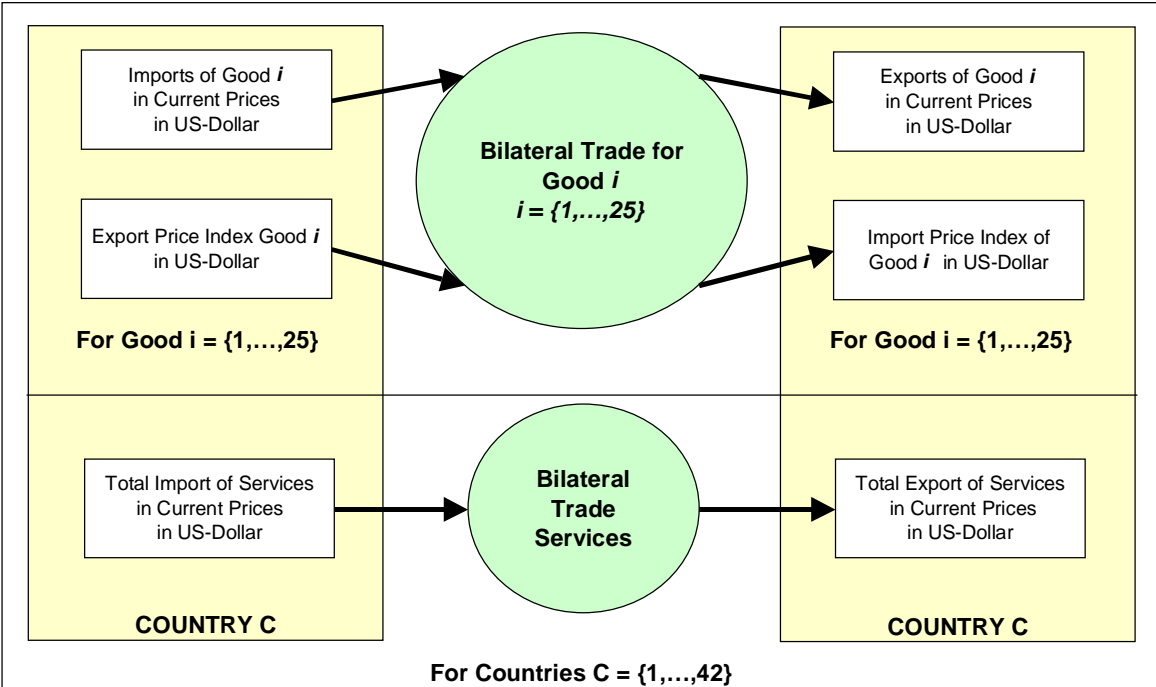 Imports of Good i
in Current Prices
in US-Dollar
Export Price Index Good i
in US-Dollar
For Good i = {1,...,25}
Bilateral Trade for
Good i
i = {1,...,25}
Exports of Good i
in Current Prices
in US-Dollar
Import Price Index of
Good i in US-Dollar
For Good i = {1,...,25}
Total Import of Services
in Current Prices
in US-Dollar
COUNTRY C
Bilateral
Trade
Services
Total Export of Services
in Current Prices
in US-Dollar
COUNTRY C
For Countries C = {1,...,42}